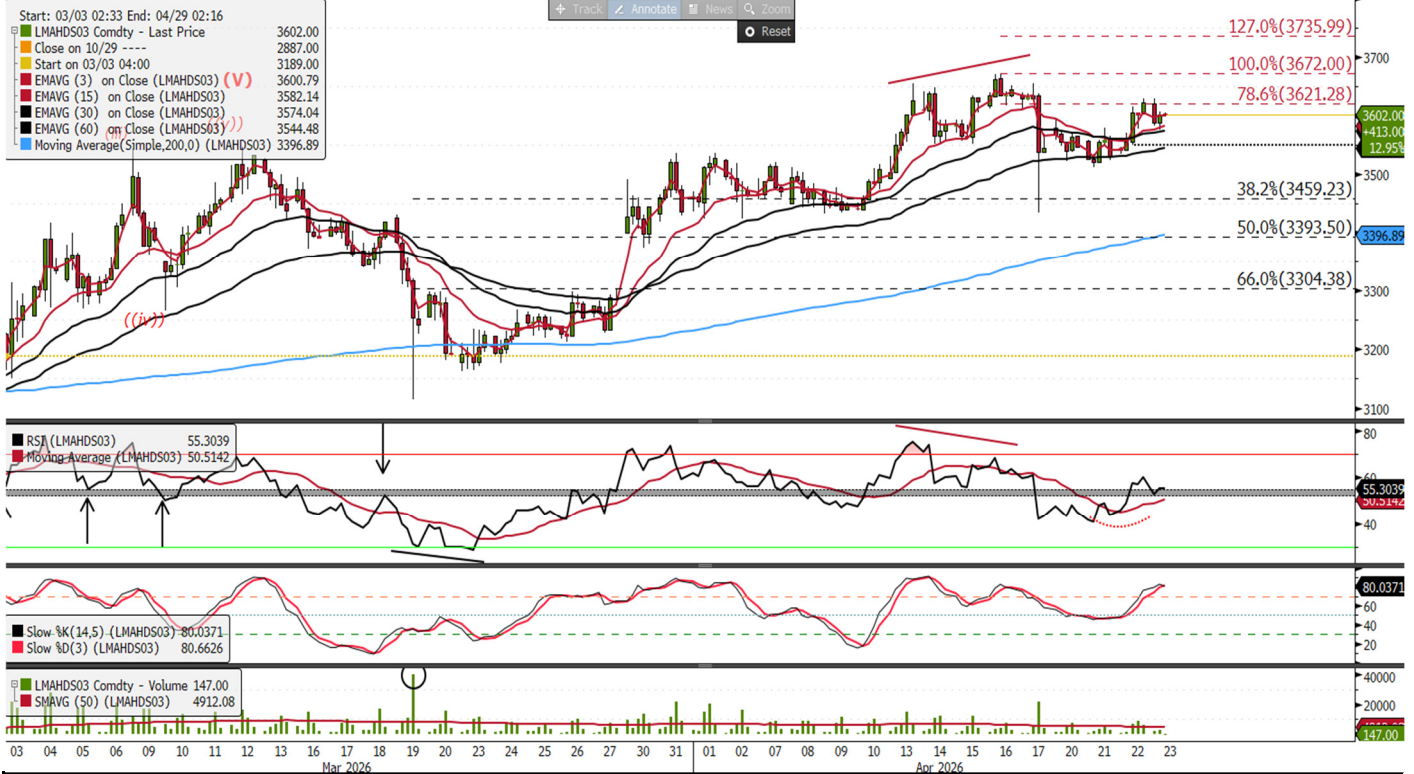 Track Annotate News Zoom
Reset
Start: 03/03 02:33 End: 04/29 02:16
LMAHDS03 Comdty - Last Price 3602.00
Close on 10/29 ---- 2887.00
Start on 03/03 04:00 3189.00
EMAVG (3) on Close (LMAHDS03) 3600.79
(V)
EMAVG (15) on Close (LMAHDS03) 3582.14
EMAVG (30) on Close (LMAHDS03) 3574.04
EMAVG (60) on Close (LMAHDS03) 3544.48
Moving Average(Simple,200,0) (LMAHDS03) 3396.89
((iv))
127.0%(3735.99)
100.0%(3672.00)
78.6%(3621.28)
38.2%(3459.23)
50.0%(3393.50)
66.0%(3304.38)
3700
3602.00
+413.00
12.95%
3500
3396.89
3300
3200
3100
RSI (LMAHDS03) 55.3039
Moving Average (LMAHDS03) 50.5142
80
60
55.3039
50.5142
40
Slow %K(14,5) (LMAHDS03) 80.0371
Slow %D(3) (LMAHDS03) 80.6626
80.0371
60
40
20
LMAHDS03 Comdty - Volume 147.00
SMAVG (50) (LMAHDS03) 4912.08
40000
20000
147.00
03 04 05 06 09 10 11 12 13 16 17 18 19 20 23 24 25 26 27 30 31 01 02 07 08 09 10 13 14 15 16 17 20 21 22 23
Mar 2026 Apr 2026